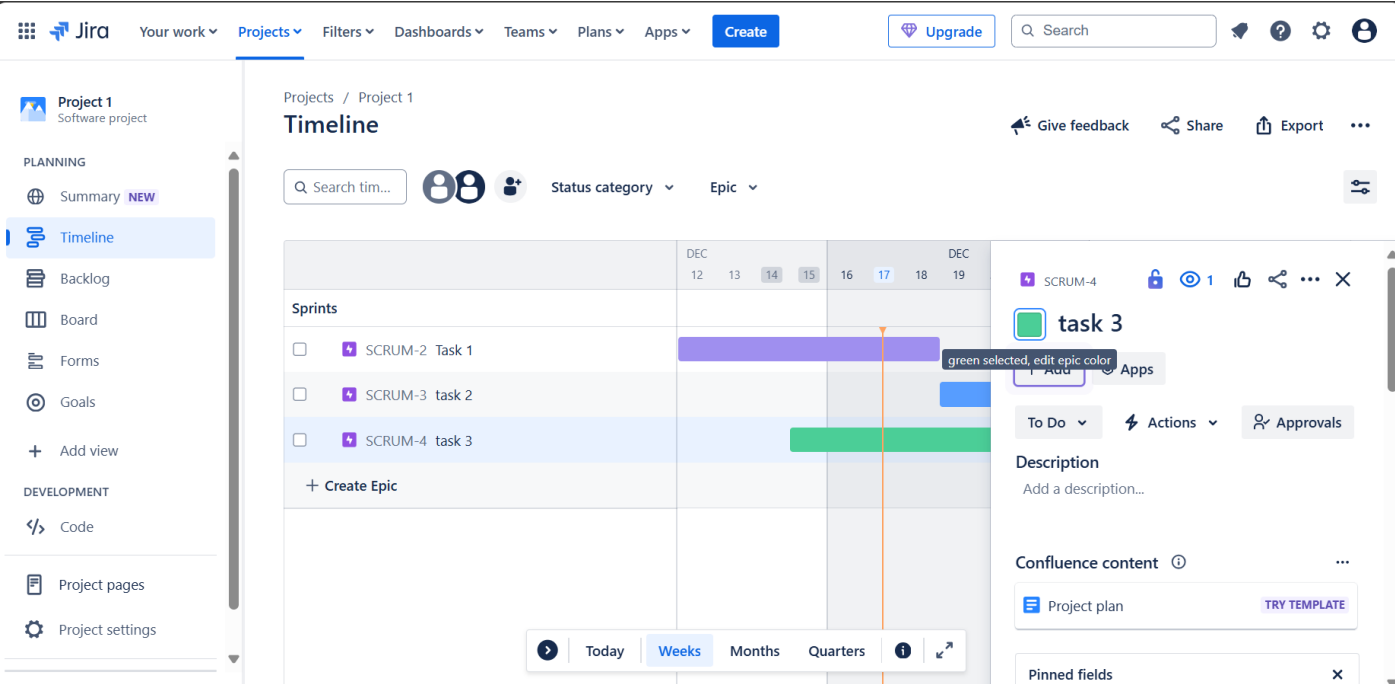 Jira Your work Projects Filters Dashboards Teams Plans Apps Create Upgrade Search
Project 1
Software project
PLANNING
Summary NEW
Timeline
Backlog
Board
Forms
Goals
Add view
DEVELOPMENT
Code
Project pages
Project settings
Projects / Project 1
Timeline
Give feedback Share Export
Search tim...
Status category Epic
DEC DEC
12 13 14 15 16 17 18 19
Sprints
SCRUM-2 Task 1
SCRUM-3 task 2
SCRUM-4 task 3
+ Create Epic
Today Weeks Months Quarters
SCRUM-4 1
task 3
green selected, edit epic color
+ Add Apps
To Do Actions Approvals
Description
Add a description...
Confluence content
Project plan TRY TEMPLATE
Pinned fields